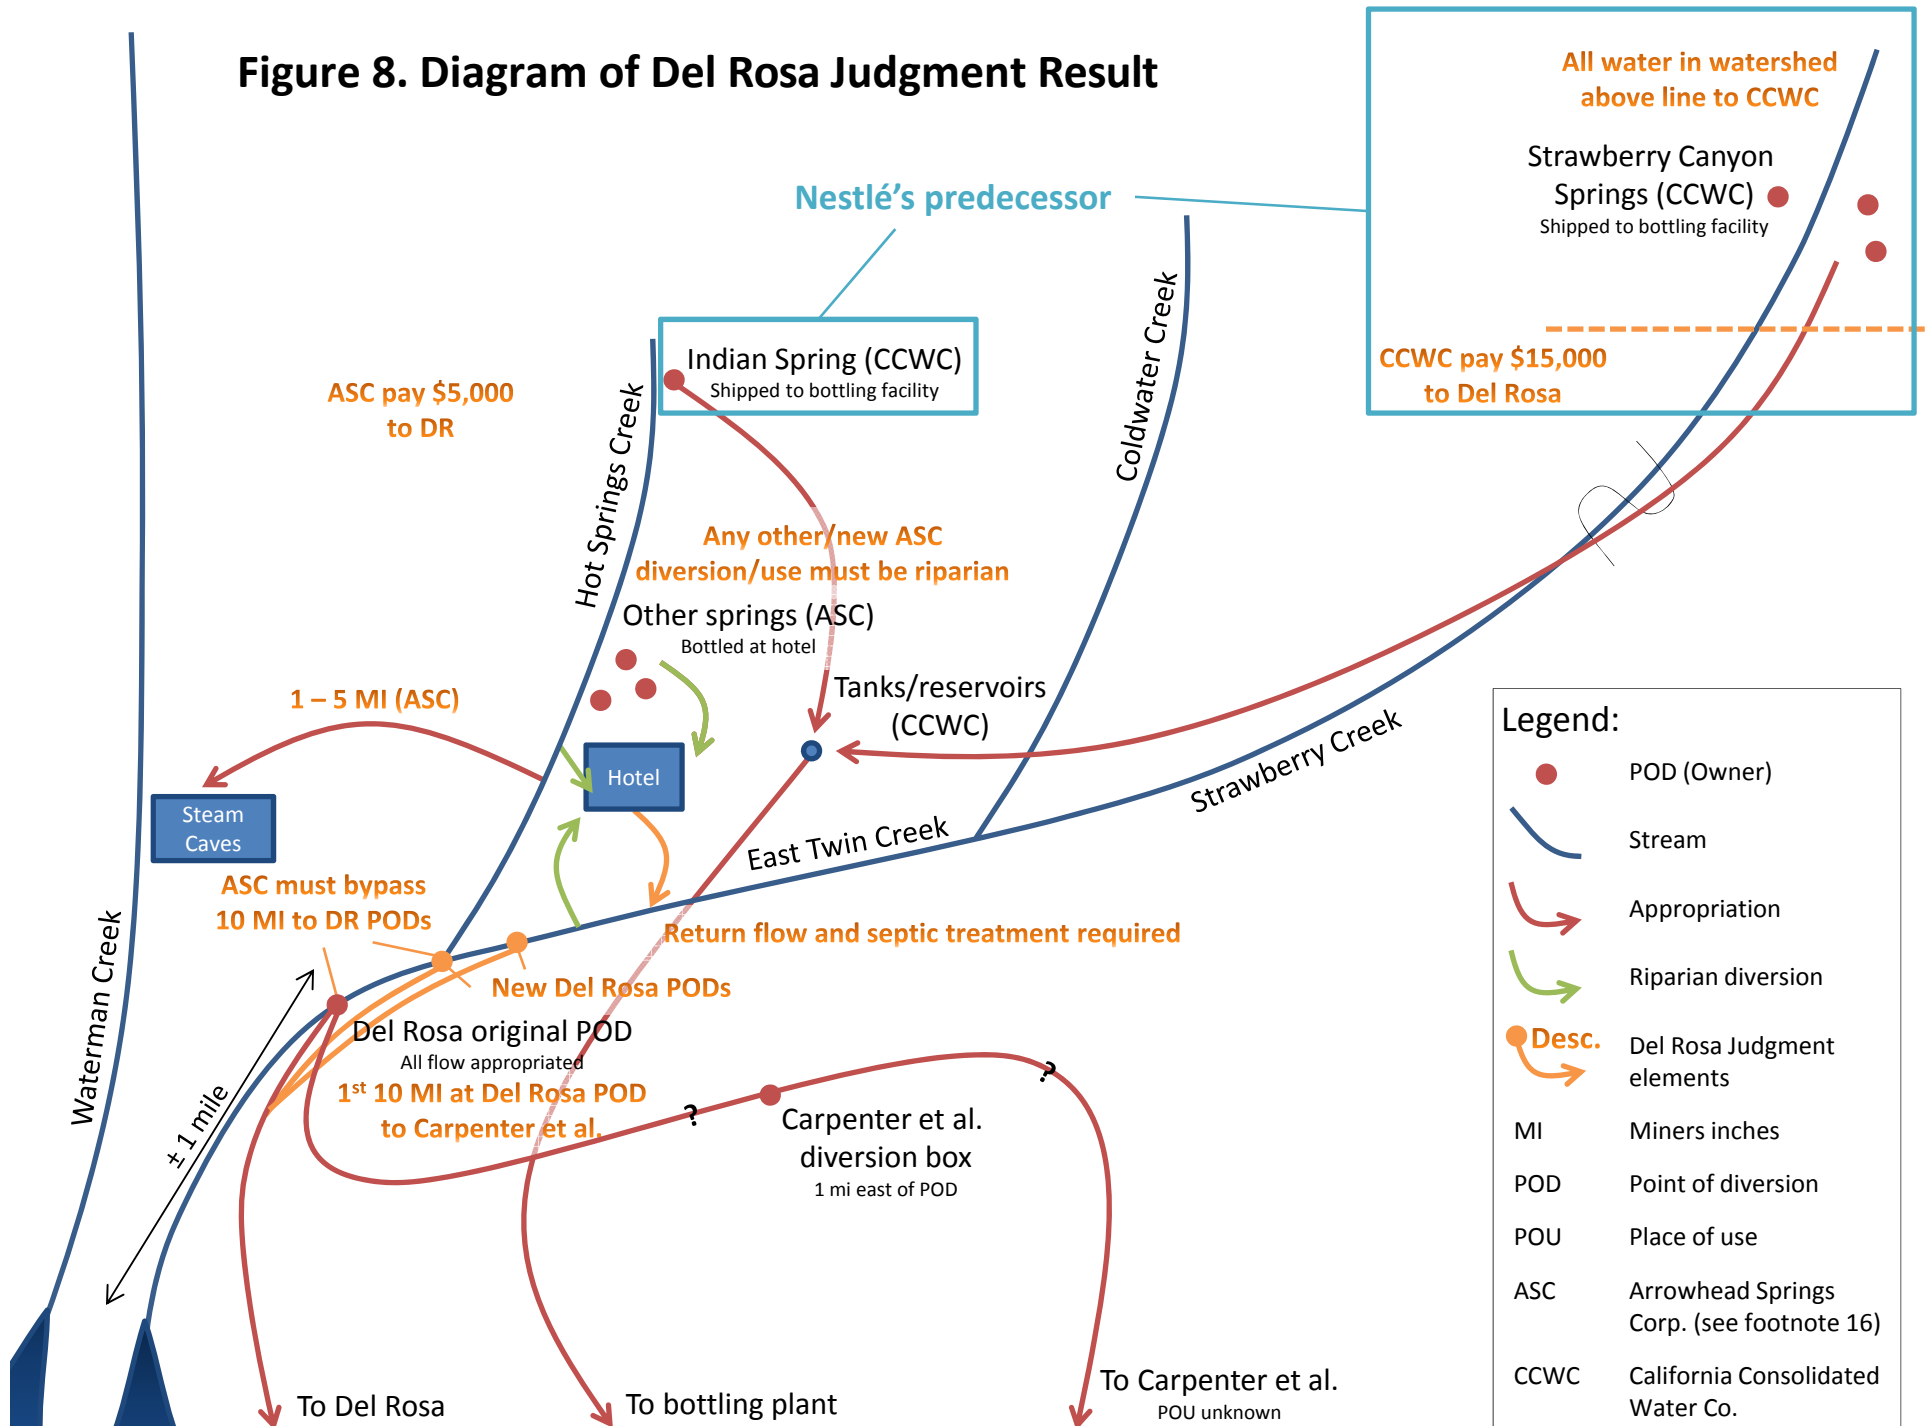 Figure 8. Diagram of Del Rosa Judgment Result
All water in watershed
above line to CCWC
Strawberry Canyon
Springs (CCWC)
Shipped to bottling facility
Nestlé’s predecessor
Indian Spring (CCWC)
Shipped to bottling facility
CCWC pay $15,000
to Del Rosa
ASC pay $5,000
to DR
Hot Springs Creek
Coldwater Creek
Any other/new ASC
diversion/use must be riparian
Other springs (ASC)
Bottled at hotel
1 – 5 MI (ASC)
Tanks/reservoirs
(CCWC)
Hotel
Steam
Caves
Strawberry Creek
East Twin Creek
ASC must bypass
10 MI to DR PODs
Return flow and septic treatment required
New Del Rosa PODs
Waterman Creek
Del Rosa original POD
All flow appropriated
1st 10 MI at Del Rosa POD
to Carpenter et al.
± 1 mile
?
?
Carpenter et al.
diversion box
1 mi east of POD
To Del Rosa
To bottling plant
To Carpenter et al.
POU unknown
Legend:
POD (Owner)
Stream
Appropriation
Riparian diversion
Desc. Del Rosa Judgment
elements
MI Miners inches
POD Point of diversion
POU Place of use
ASC Arrowhead Springs
Corp. (see footnote 16)
CCWC California Consolidated
Water Co.